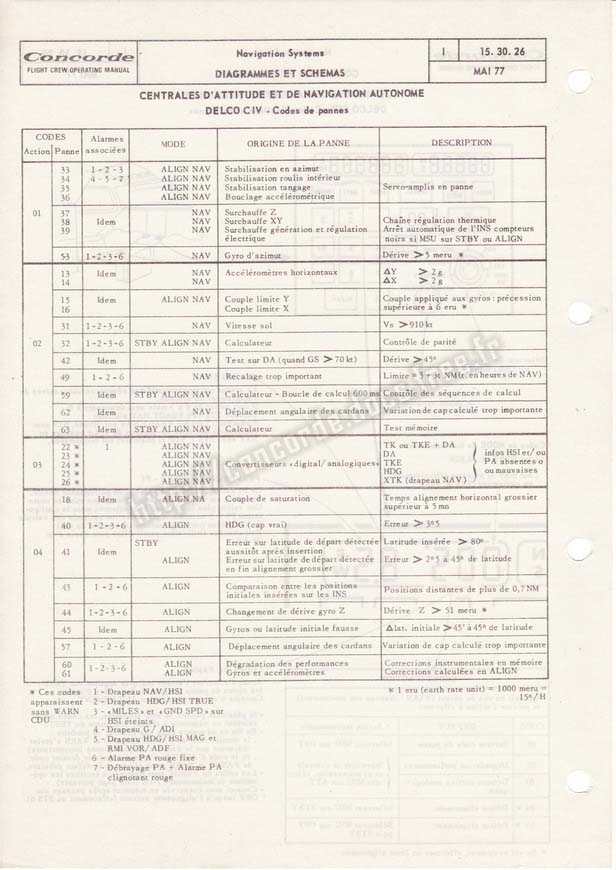 Concorde
FLIGHT CREW OPERATING MANUAL
Navigation Systems
DIAGRAMMES ET SCHEMAS
1 15. 30. 26
MAI 77
CENTRALES D'ATTITUDE ET DE NAVIGATION AUTONOME
DELCO C IV - Codes de pannes
CODES Alarmes associées MODE ORIGINE DE LA PANNE DESCRIPTION
Action Panne
01
33 1 - 2 - 3 ALIGN NAV Stabilisation en azimut
34 4 - 5 - 7 ALIGN NAV Stabilisation roulis intérieur
35 ALIGN NAV Stabilisation tangage Servo-amplis en panne
36 ALIGN NAV Bouclage accélérométrique
37 NAV Surchauffe Z
38 Idem NAV Surchauffe XY Chaîne régulation thermique
39 NAV Surchauffe génération et régulation Arrêt automatique de l'INS compteurs
électrique noirs si MSU sur STBY ou ALIGN
53 1-2-3-6 NAV Gyro d'azimut Dérive > 5 meru *
02
13 Idem NAV Accéléromètres horizontaux ΔY > 2 g
14 NAV ΔX > 2 g
15 Idem ALIGN NAV Couple limite Y Couple appliqué aux gyros : précession
16 Couple limite X supérieure à 6 eru *
31 1-2-3-6 NAV Vitesse sol Vs > 910 kt
32 1-2-3-6 STBY ALIGN NAV Calculateur Contrôle de parité
42 Idem NAV Test sur DA (quand GS > 70 kt) Dérive > 45°
49 1 - 2 - 6 NAV Recalage trop important Limite = 3 + 3t NM (t. en heures de NAV)
59 Idem STBY ALIGN NAV Calculateur - Boucle de calcul 600 ms Contrôle des séquences de calcul
62 Idem NAV Déplacement angulaire des cardans Variation de cap calculé trop importante
63 Idem STBY ALIGN NAV Calculateur Test mémoire
03
22 * 1 ALIGN NAV TK ou TKE + DA
23 * ALIGN NAV DA infos HSI et/ou
24 * ALIGN NAV Convertisseurs «digital/analogiques» TKE PA absentes o
25 * ALIGN NAV HDG ou mauvaises
26 * ALIGN NAV XTK (drapeau NAV)
04
18 Idem ALIGN NA Couple de saturation Temps alignement horizontal grossier
supérieur à 5 mn
40 1-2-3-6 ALIGN HDG (cap vrai) Erreur > 3°5
41 Idem STBY Erreur sur latitude de départ détectée Latitude insérée > 80°
aussitôt après insertion
ALIGN Erreur sur latitude de départ détectée Erreur > 2°5 à 45° de latitude
en fin alignement grossier
43 1 - 2 - 6 ALIGN Comparaison entre les positions Positions distantes de plus de 0,7 NM
initiales insérées sur les INS
44 1-2-3-6 ALIGN Changement de dérive gyro Z Dérive Z > 51 meru *
45 Idem ALIGN Gyros ou latitude initiale fausse Δlat. initiale > 45' à 45° de latitude
57 1 - 2 - 6 ALIGN Déplacement angulaire des cardans Variation de cap calculé trop importante
60 1-2-3-6 ALIGN Dégradation des performances Corrections instrumentales en mémoire
61 ALIGN Gyros et accéléromètres Corrections calculées en ALIGN
* Ces codes apparaissent sans WARN CDU
1 - Drapeau NAV/HSI
2 - Drapeau HDG/HSI TRUE
3 - «MILES» et «GND SPD» sur
HSI éteints
4 - Drapeau G/ADI
5 - Drapeau HDG/HSI MAG et
RMI VOR/ADF
6 - Alarme PA rouge fixe
7 - Débrayage PA + Alarme PA
clignotant rouge
* 1 eru (earth rate unit) = 1000 meru =
15°/H